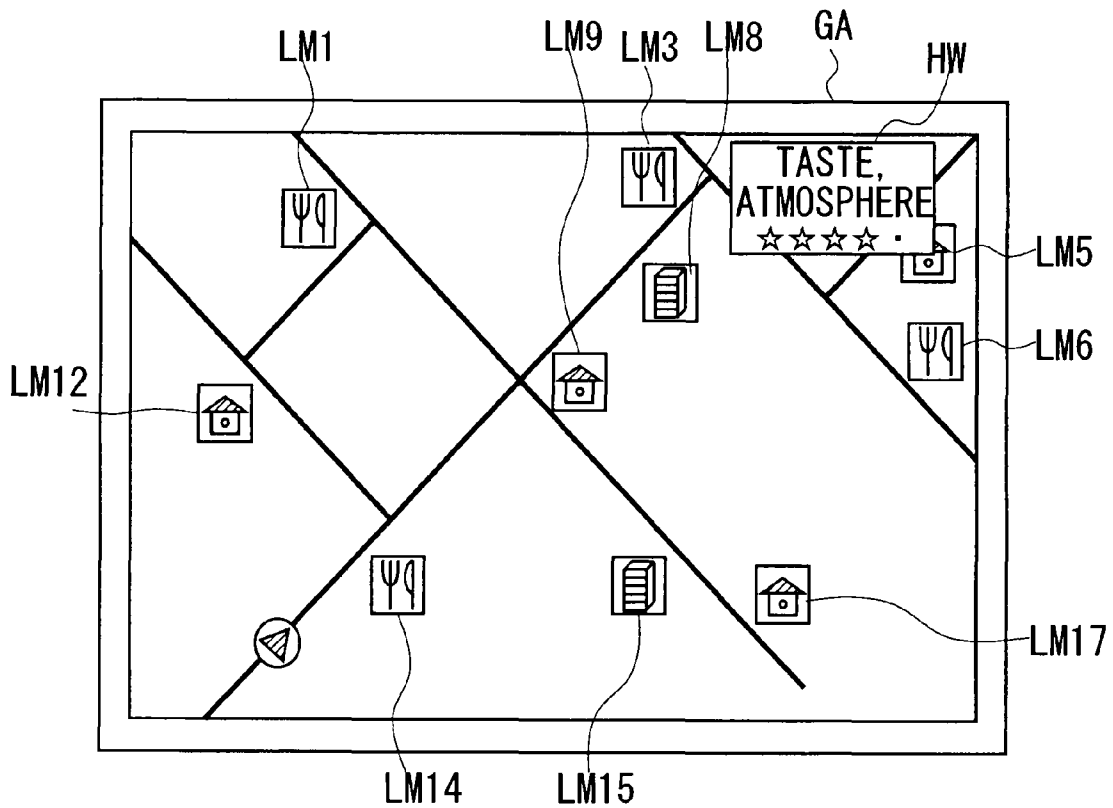 GA
LM1
LM9
LM3
LM8
HW
TASTE,
ATMOSPHERE
☆☆☆☆・
LM5
LM6
LM12
LM17
LM14
LM15